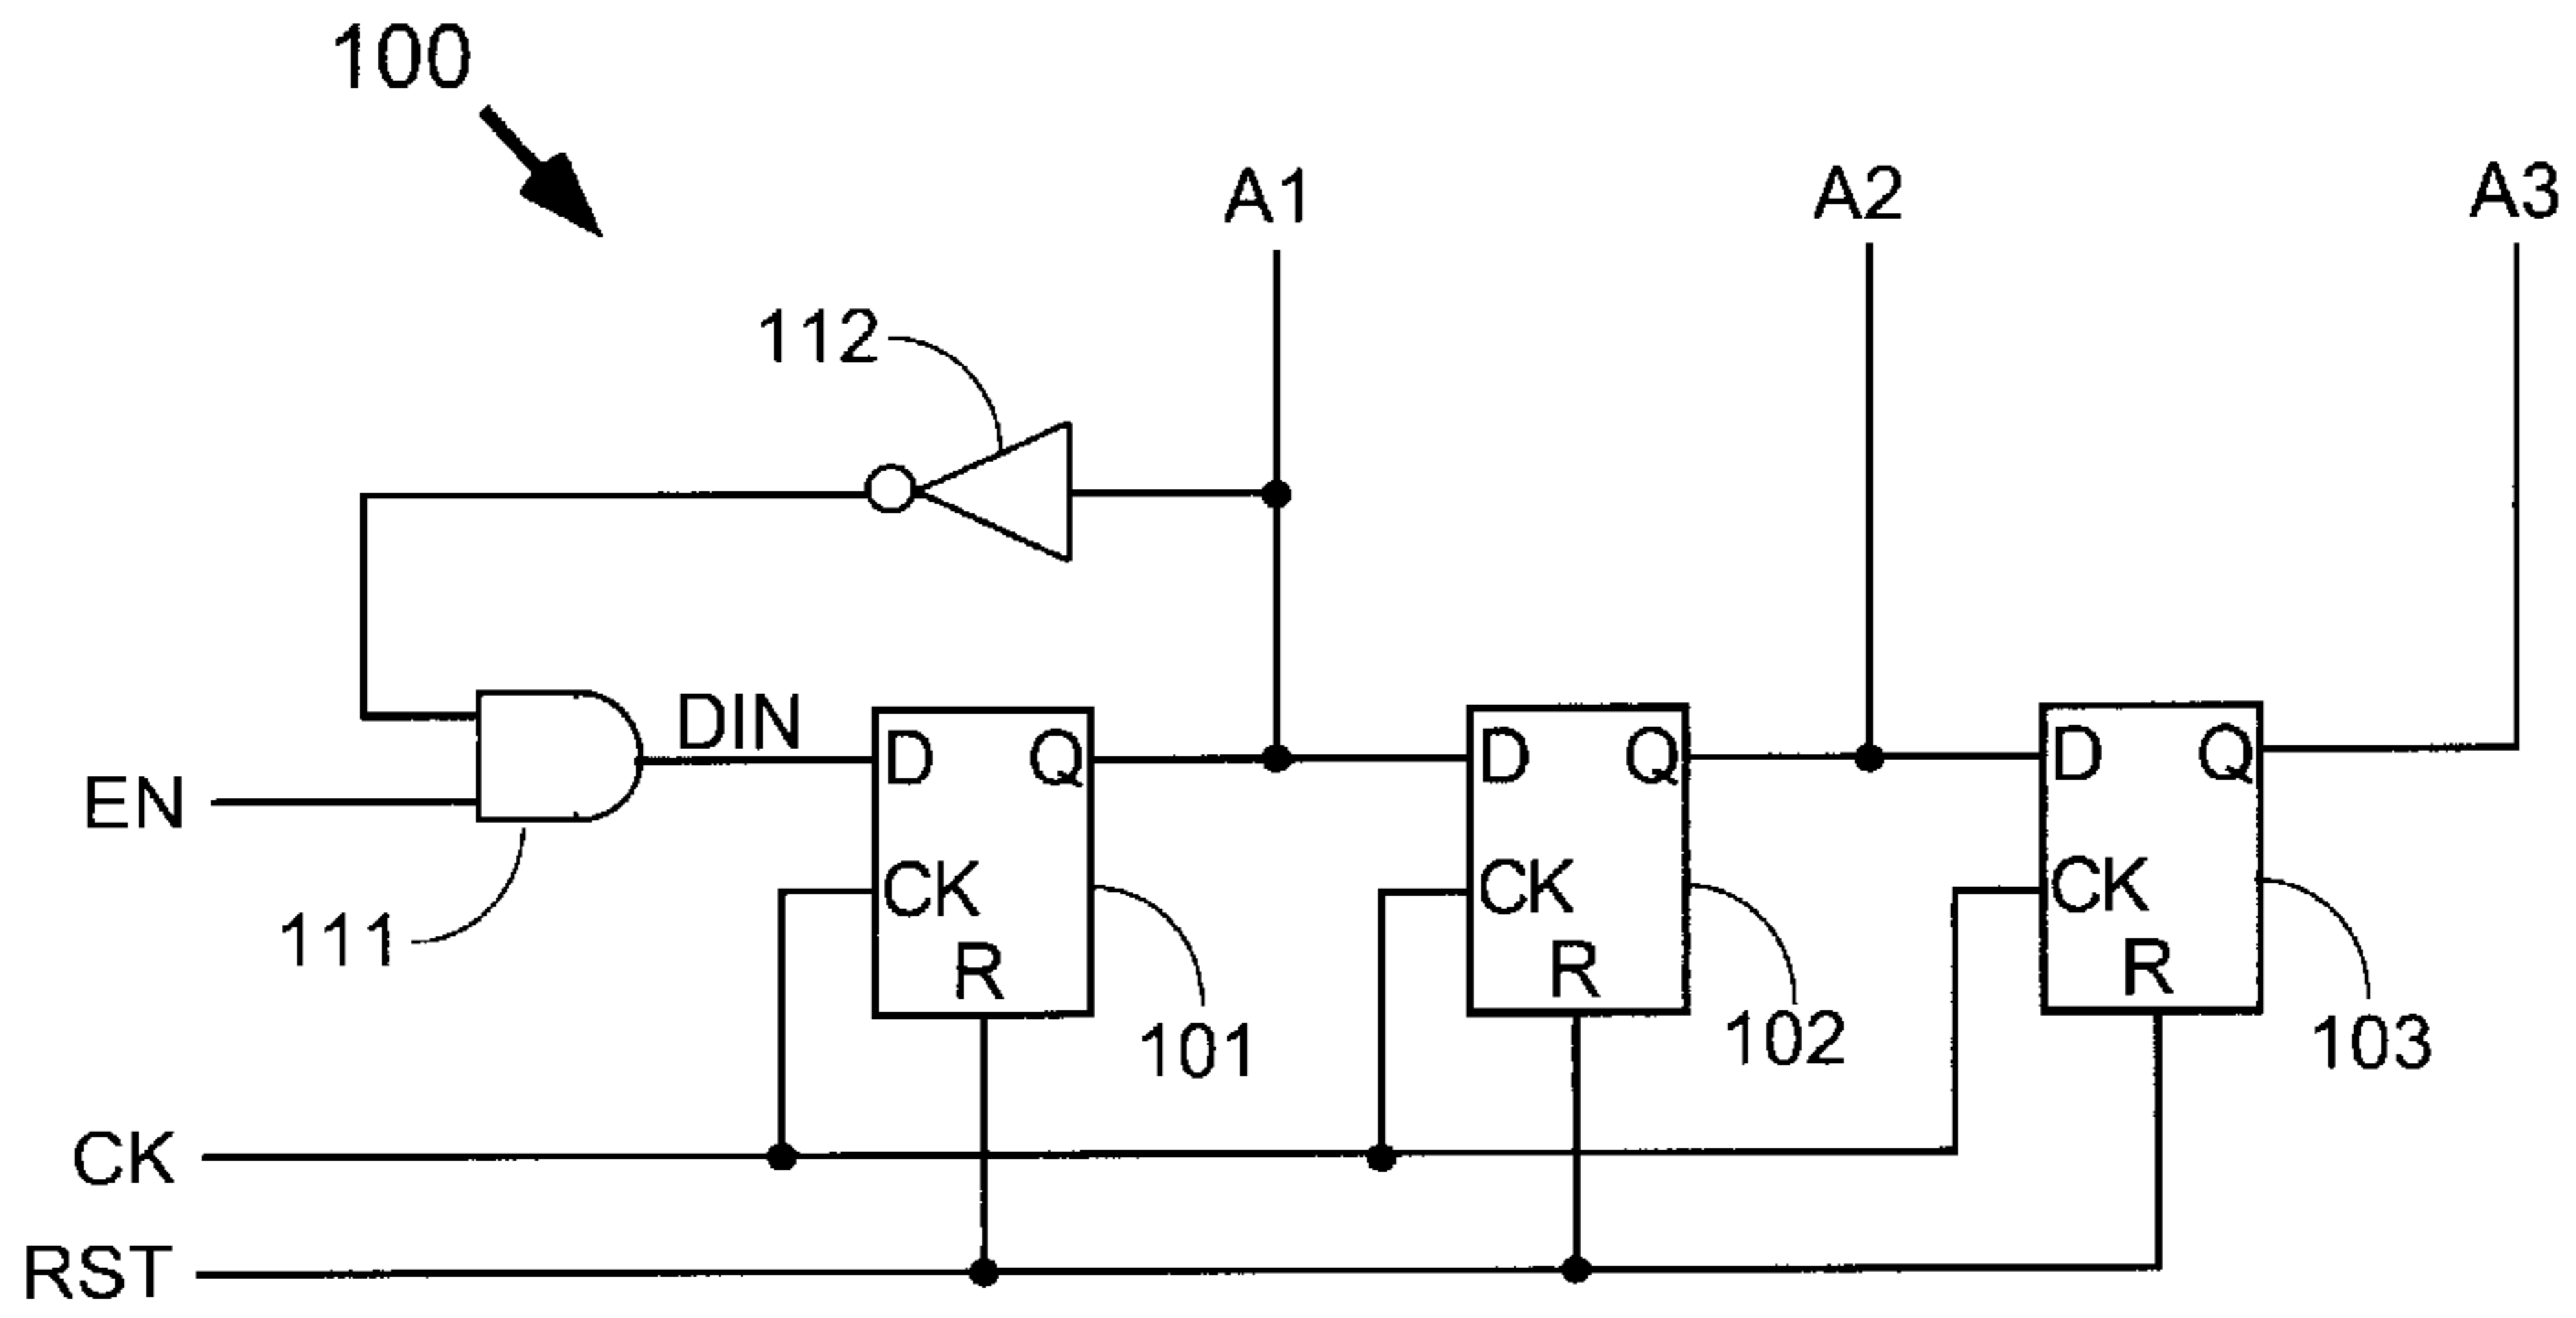 100
A1 A2 A3
112
DIN
D Q D Q D Q
EN
CK CK CK
111
R R R
101 102 103
CK
RST